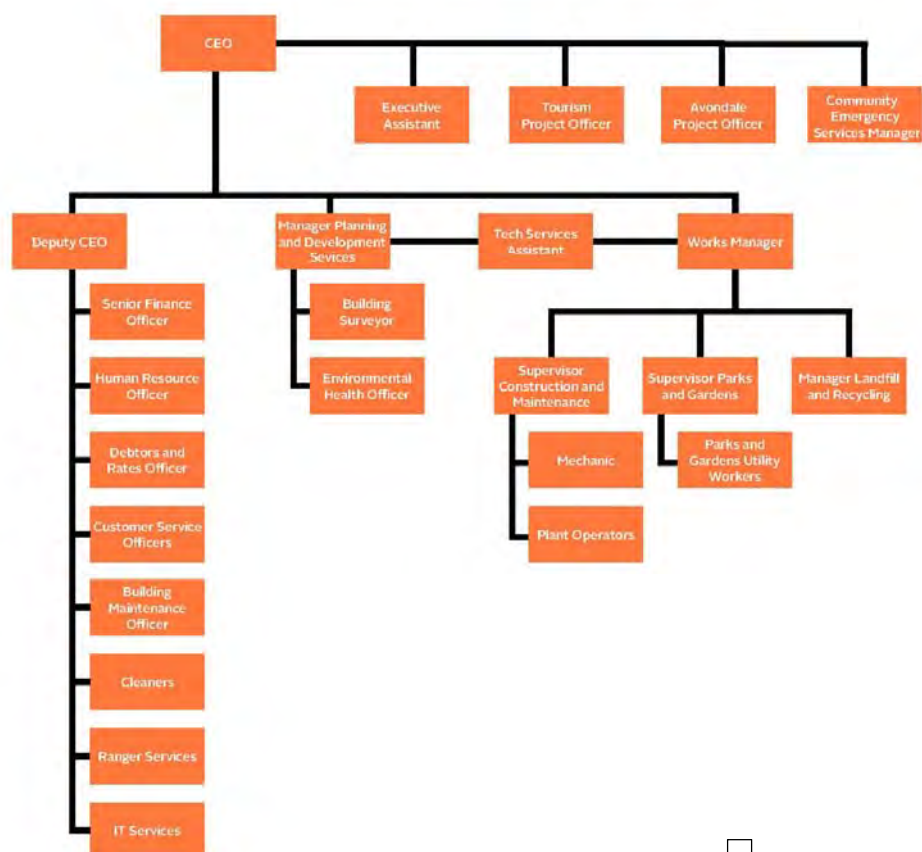 CEO
Executive
Assistant
Tourism
Project Officer
Avondale
Project Officer
Community
Emergency
Services Manager
Deputy CEO
Manager Planning
and Development
Sevices
Tech Services
Assistant
Works Manager
Senior Finance
Officer
Human Resource
Officer
Debtors and
Rates Officer
Customer Service
Officers
Building
Maintenance
Officer
Cleaners
Ranger Services
IT Services
Building
Surveyor
Environmental
Health Officer
Supervisor
Construction and
Maintenance
Mechanic
Plant Operators
Supervisor Parks
and Gardens
Parks and
Gardens Utility
Workers
Manager Landfill
and Recycling